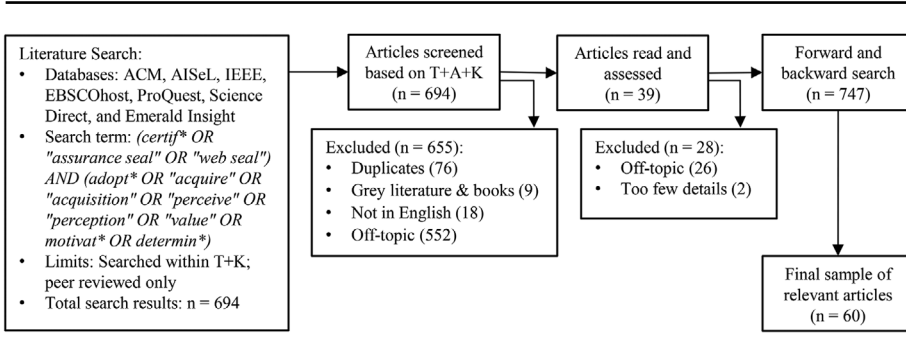 Literature Search:
• Databases: ACM, AISeL, IEEE,
EBSCOhost, ProQuest, Science
Direct, and Emerald Insight
• Search term: (certif* OR
"assurance seal" OR "web seal")
AND (adopt* OR "acquire" OR
"acquisition" OR "perceive" OR
"perception" OR "value" OR
motivat* OR determin*)
• Limits: Searched within T+K;
peer reviewed only
• Total search results: n = 694
Articles screened
based on T+A+K
(n = 694)
Excluded (n = 655):
• Duplicates (76)
• Grey literature & books (9)
• Not in English (18)
• Off-topic (552)
Articles read and
assessed
(n = 39)
Excluded (n = 28):
• Off-topic (26)
• Too few details (2)
Forward and
backward search
(n = 747)
Final sample of
relevant articles
(n = 60)